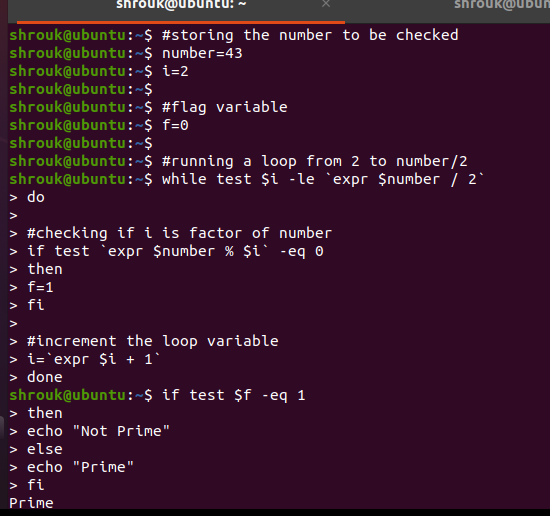 shrouk@ubuntu: ~ × shrouk@ubun
shrouk@ubuntu:~$ #storing the number to be checked
shrouk@ubuntu:~$ number=43
shrouk@ubuntu:~$ i=2
shrouk@ubuntu:~$
shrouk@ubuntu:~$ #flag variable
shrouk@ubuntu:~$ f=0
shrouk@ubuntu:~$
shrouk@ubuntu:~$ #running a loop from 2 to number/2
shrouk@ubuntu:~$ while test $i -le `expr $number / 2`
> do
>
> #checking if i is factor of number
> if test `expr $number % $i` -eq 0
> then
> f=1
> fi
>
> #increment the loop variable
> i=`expr $i + 1`
> done
shrouk@ubuntu:~$ if test $f -eq 1
> then
> echo "Not Prime"
> else
> echo "Prime"
> fi
Prime